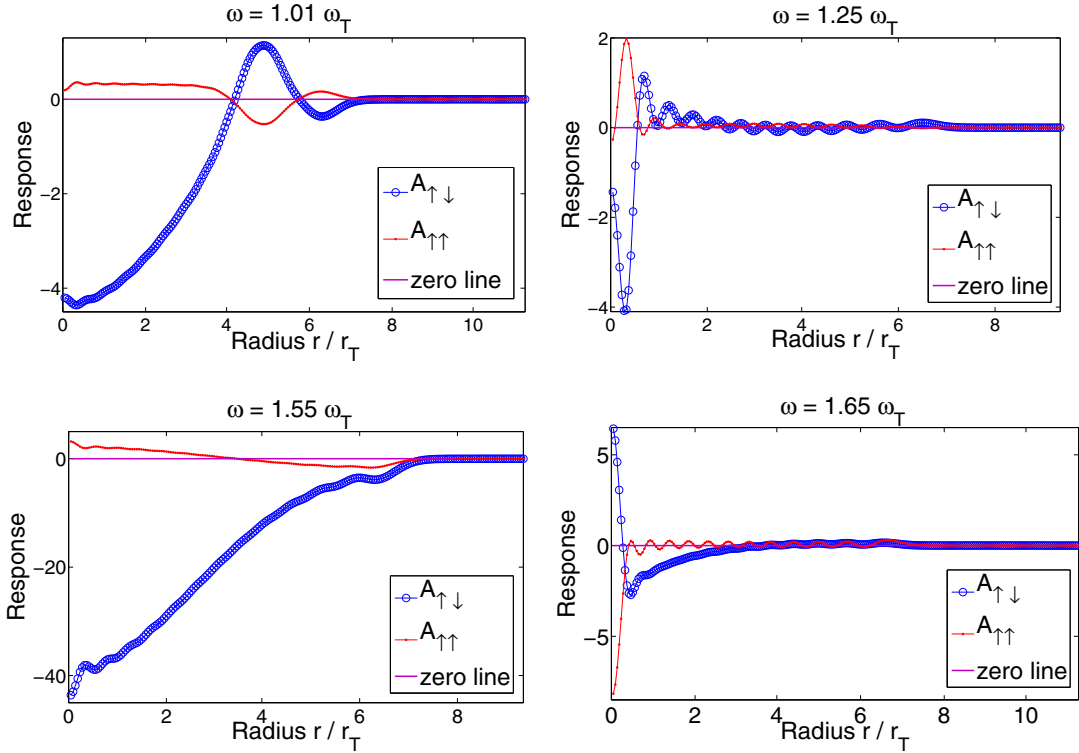 ω = 1.01 ω_T
0
−2
−4
Response
A↑↓
A↑↑
zero line
0 2 4 6 8 10
Radius r / r_T
ω = 1.25 ω_T
2
0
−2
−4
Response
A↑↓
A↑↑
zero line
0 2 4 6 8
Radius r / r_T
ω = 1.55 ω_T
0
−20
−40
Response
A↑↓
A↑↑
zero line
0 2 4 6 8
Radius r / r_T
ω = 1.65 ω_T
5
0
−5
Response
A↑↓
A↑↑
zero line
0 2 4 6 8 10
Radius r / r_T